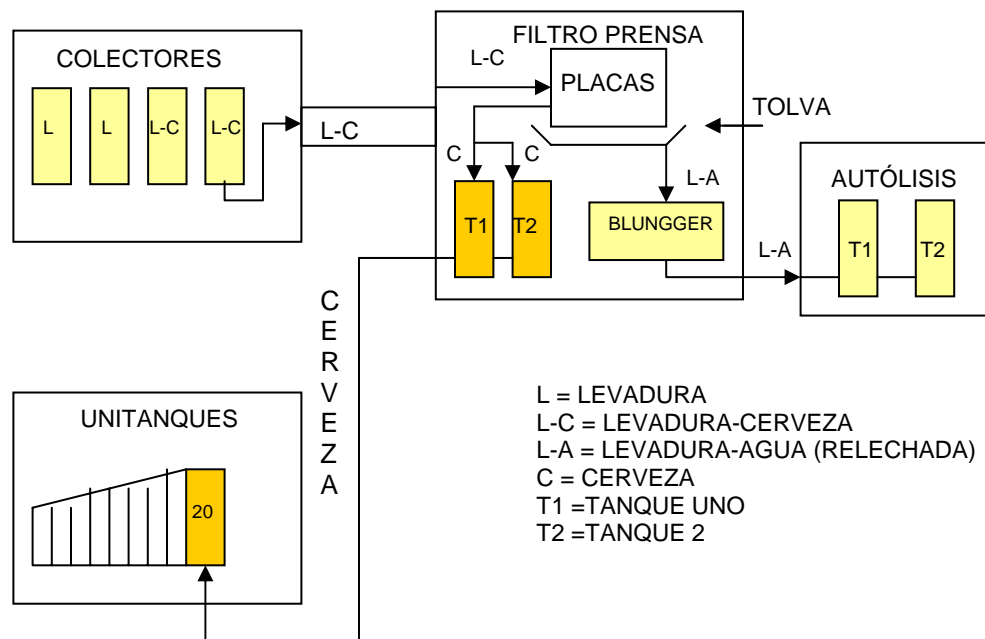 COLECTORES
L
L
L-C
L-C
L-C
FILTRO PRENSA
L-C
PLACAS
TOLVA
C
C
L-A
T1
T2
BLUNGGER
L-A
AUTÓLISIS
T1
T2
C
E
R
V
E
Z
A
UNITANQUES
20
L = LEVADURA
L-C = LEVADURA-CERVEZA
L-A = LEVADURA-AGUA (RELECHADA)
C = CERVEZA
T1 =TANQUE UNO
T2 =TANQUE 2